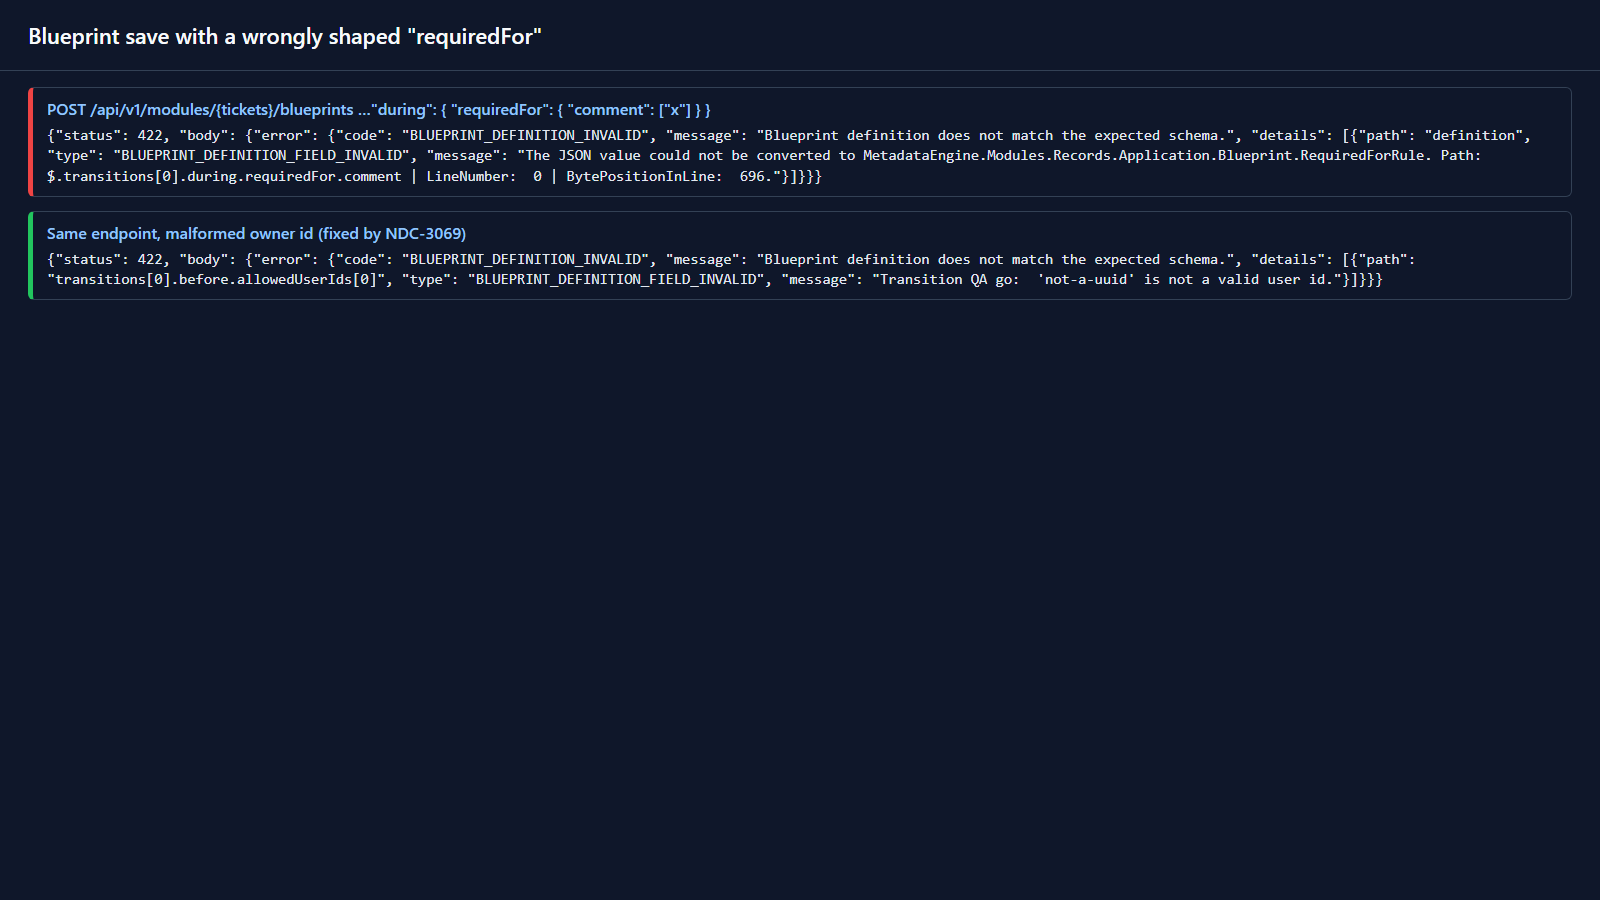 Blueprint save with a wrongly shaped "requiredFor"
POST /api/v1/modules/{tickets}/blueprints ..."during": { "requiredFor": { "comment": ["x"] } }
{"status": 422, "body": {"error": {"code": "BLUEPRINT_DEFINITION_INVALID", "message": "Blueprint definition does not match the expected schema.", "details": [{"path": "definition",
"type": "BLUEPRINT_DEFINITION_FIELD_INVALID", "message": "The JSON value could not be converted to MetadataEngine.Modules.Records.Application.Blueprint.RequiredForRule. Path:
$.transitions[0].during.requiredFor.comment | LineNumber:  0 | BytePositionInLine:  696."}]}}}
Same endpoint, malformed owner id (fixed by NDC-3069)
{"status": 422, "body": {"error": {"code": "BLUEPRINT_DEFINITION_INVALID", "message": "Blueprint definition does not match the expected schema.", "details": [{"path":
"transitions[0].before.allowedUserIds[0]", "type": "BLUEPRINT_DEFINITION_FIELD_INVALID", "message": "Transition QA go:  'not-a-uuid' is not a valid user id."}]}}}